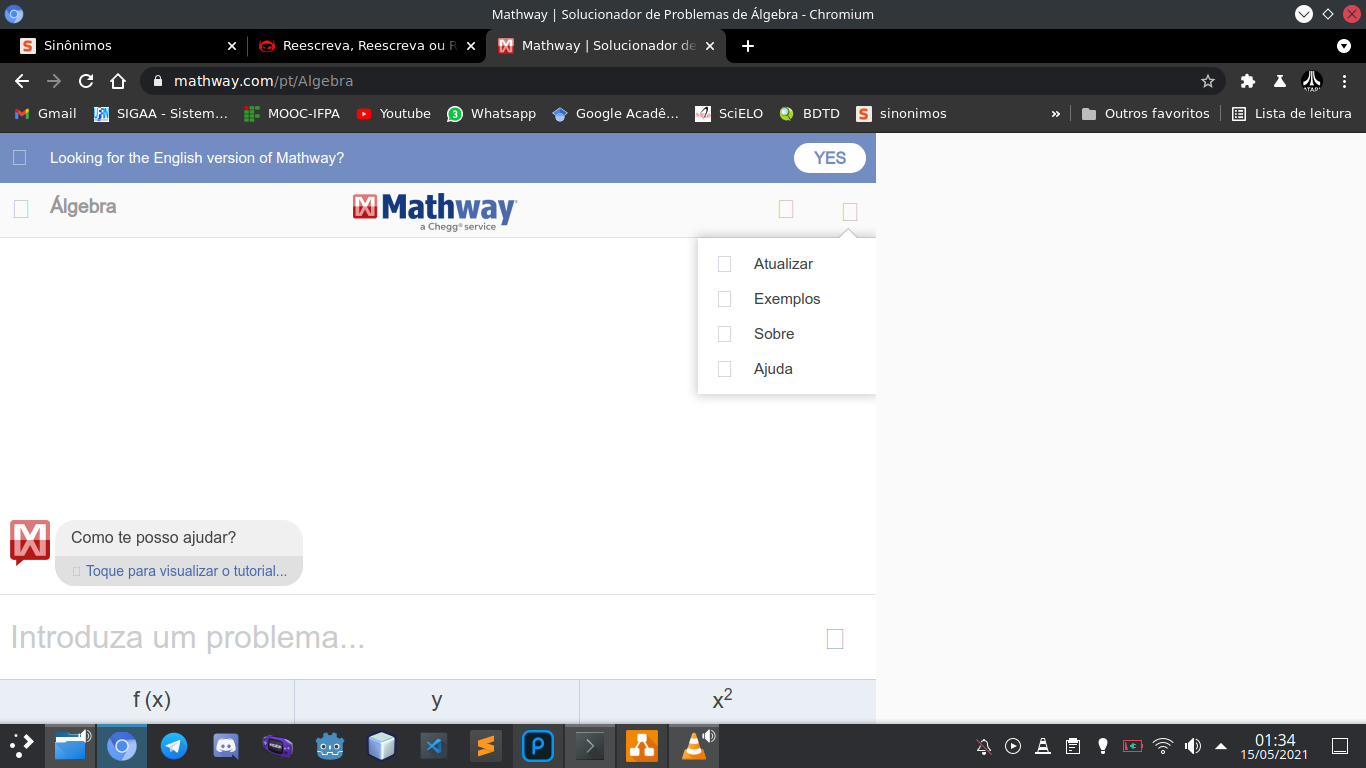 Mathway | Solucionador de Problemas de Álgebra - Chromium
Sinônimos
Reescreva, Reescreva ou R
Mathway | Solucionador de
mathway.com/pt/Algebra
Gmail
SIGAA - Sistem...
MOOC-IFPA
Youtube
3
Whatsapp
Google Acadê...
SciELO
BDTD
sinonimos
»
Outros favoritos
Lista de leitura
Looking for the English version of Mathway?
YES
Álgebra
Mathway
a Chegg® service
Atualizar
Exemplos
Sobre
Ajuda
Como te posso ajudar?
Toque para visualizar o tutorial...
Introduza um problema...
f (x)
y
x²
01:34
15/05/2021